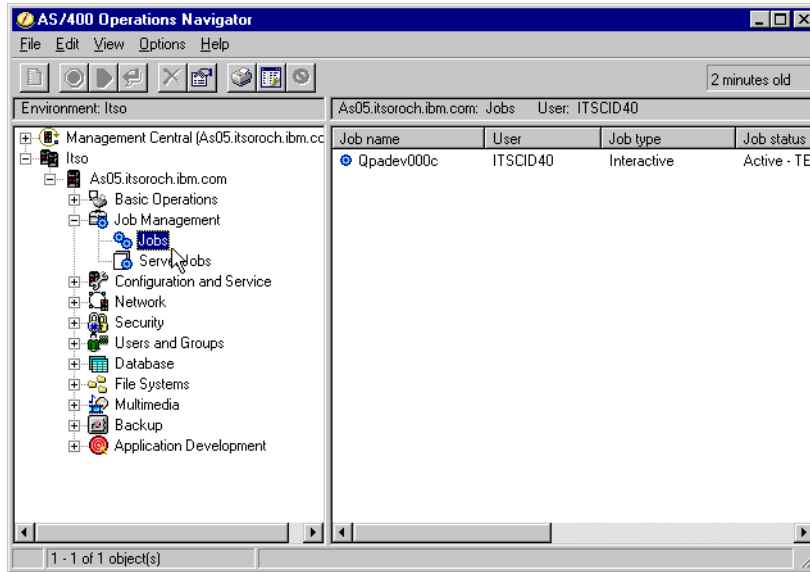 AS/400 Operations Navigator
File Edit View Options Help
2 minutes old
Environment: Itso
As05.itsoroch.ibm.com: Jobs User: ITSCID40
Management Central (As05.itsoroch.ibm.cc
Itso
As05.itsoroch.ibm.com
Basic Operations
Job Management
Jobs
Server Jobs
Configuration and Service
Network
Security
Users and Groups
Database
File Systems
Multimedia
Backup
Application Development
Job name User Job type Job status
Qpadev000c ITSCID40 Interactive Active - TE
1 - 1 of 1 object(s)